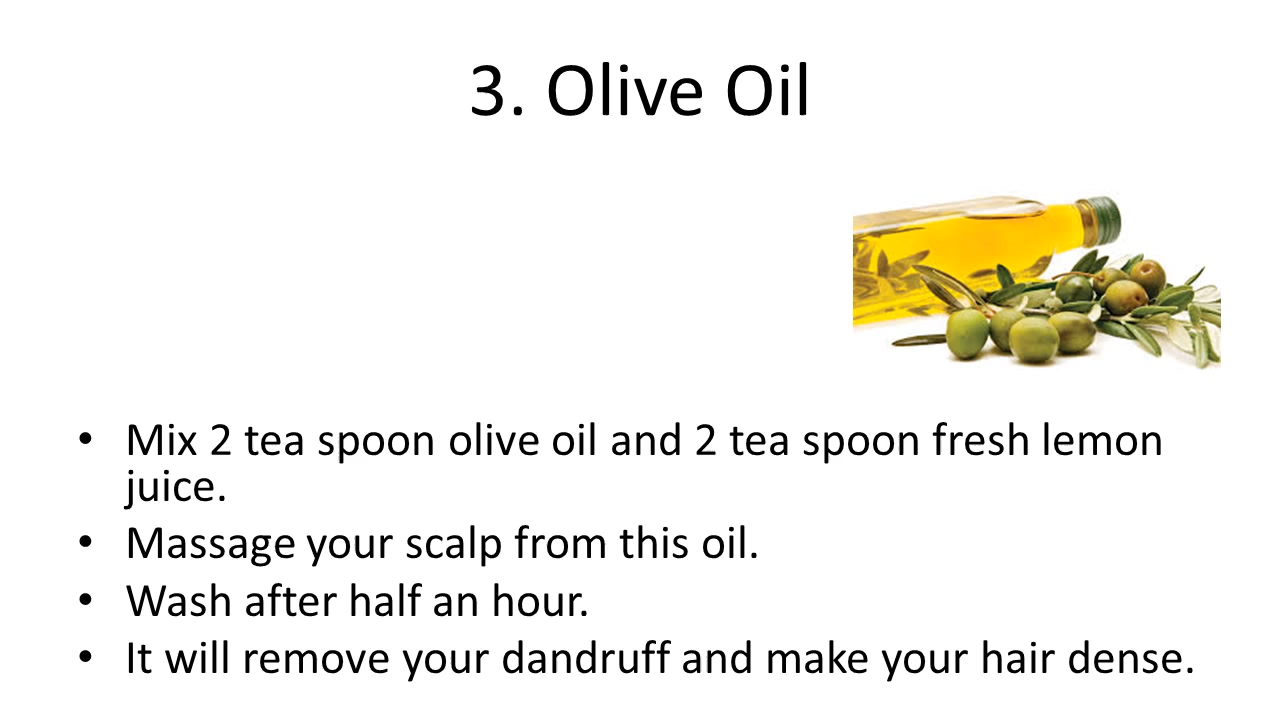 3. Olive Oil
• Mix 2 tea spoon olive oil and 2 tea spoon fresh lemon
juice.
• Massage your scalp from this oil.
• Wash after half an hour.
• It will remove your dandruff and make your hair dense.